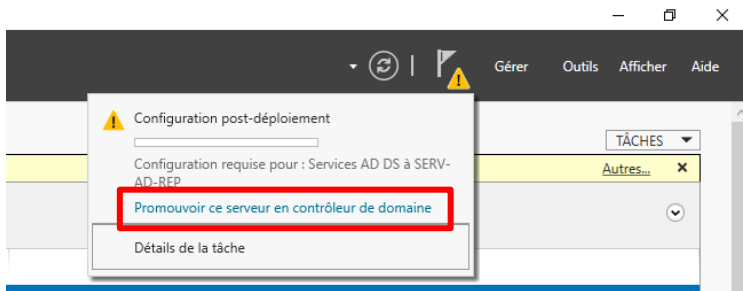 Gérer Outils Afficher Aide
Configuration post-déploiement
TÂCHES
Configuration requise pour : Services AD DS à SERV-
AD-REP
Autres...
Promouvoir ce serveur en contrôleur de domaine
Détails de la tâche